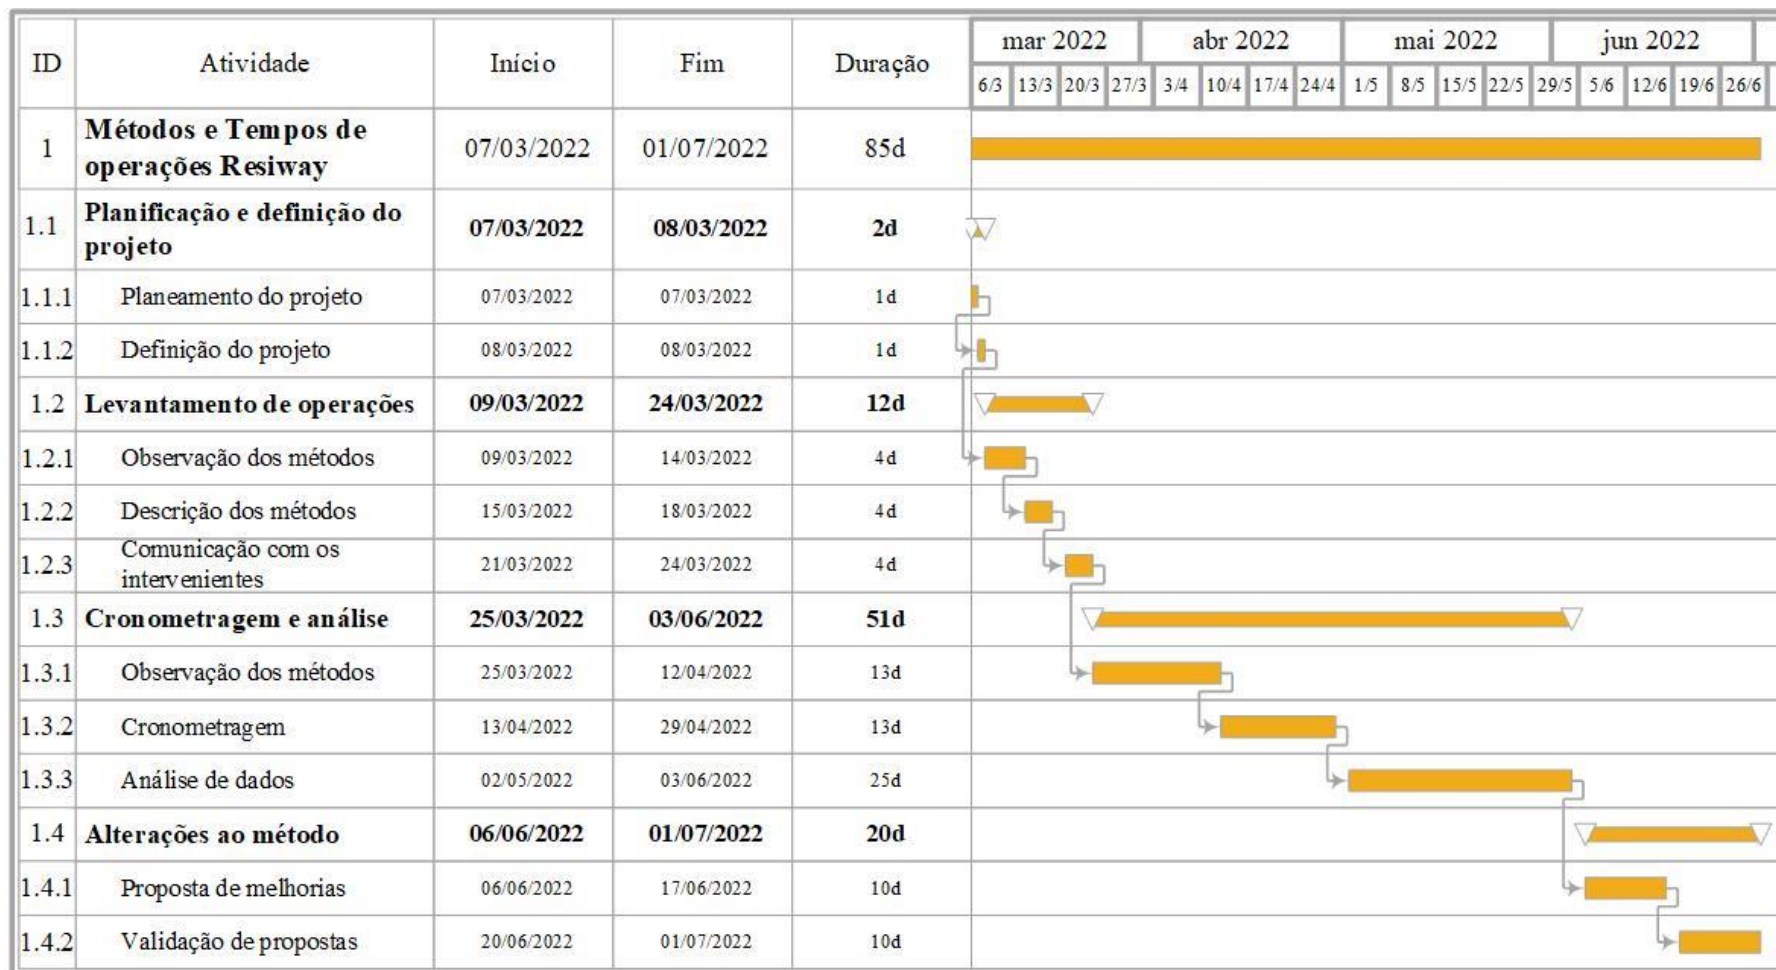 ID Atividade Início Fim Duração mar 2022 abr 2022 mai 2022 jun 2022
6/3 13/3 20/3 27/3 3/4 10/4 17/4 24/4 1/5 8/5 15/5 22/5 29/5 5/6 12/6 19/6 26/6
1 Métodos e Tempos de operações Resiway 07/03/2022 01/07/2022 85d
1.1 Planificação e definição do projeto 07/03/2022 08/03/2022 2d
1.1.1 Planeamento do projeto 07/03/2022 07/03/2022 1d
1.1.2 Definição do projeto 08/03/2022 08/03/2022 1d
1.2 Levantamento de operações 09/03/2022 24/03/2022 12d
1.2.1 Observação dos métodos 09/03/2022 14/03/2022 4d
1.2.2 Descrição dos métodos 15/03/2022 18/03/2022 4d
1.2.3 Comunicação com os intervenientes 21/03/2022 24/03/2022 4d
1.3 Cronometragem e análise 25/03/2022 03/06/2022 51d
1.3.1 Observação dos métodos 25/03/2022 12/04/2022 13d
1.3.2 Cronometragem 13/04/2022 29/04/2022 13d
1.3.3 Análise de dados 02/05/2022 03/06/2022 25d
1.4 Alterações ao método 06/06/2022 01/07/2022 20d
1.4.1 Proposta de melhorias 06/06/2022 17/06/2022 10d
1.4.2 Validação de propostas 20/06/2022 01/07/2022 10d